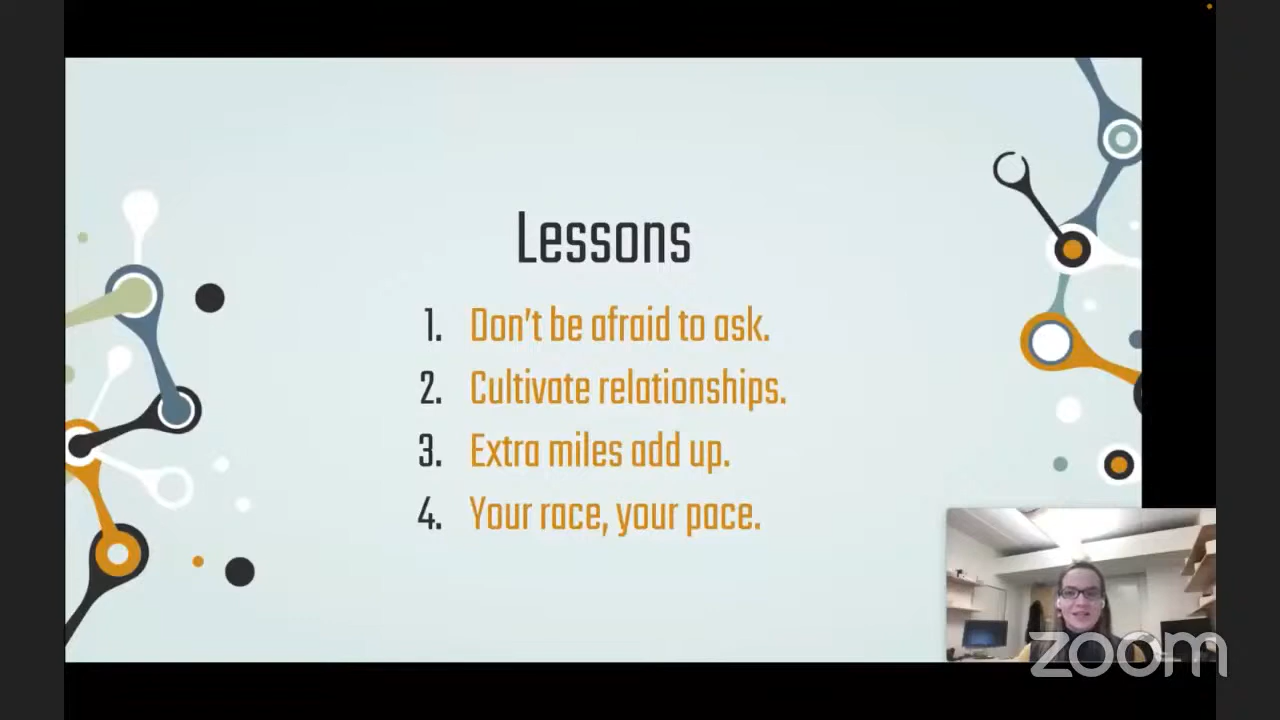 Lessons
1. Don't be afraid to ask.
2. Cultivate relationships.
3. Extra miles add up.
4. Your race, your pace.
zoom